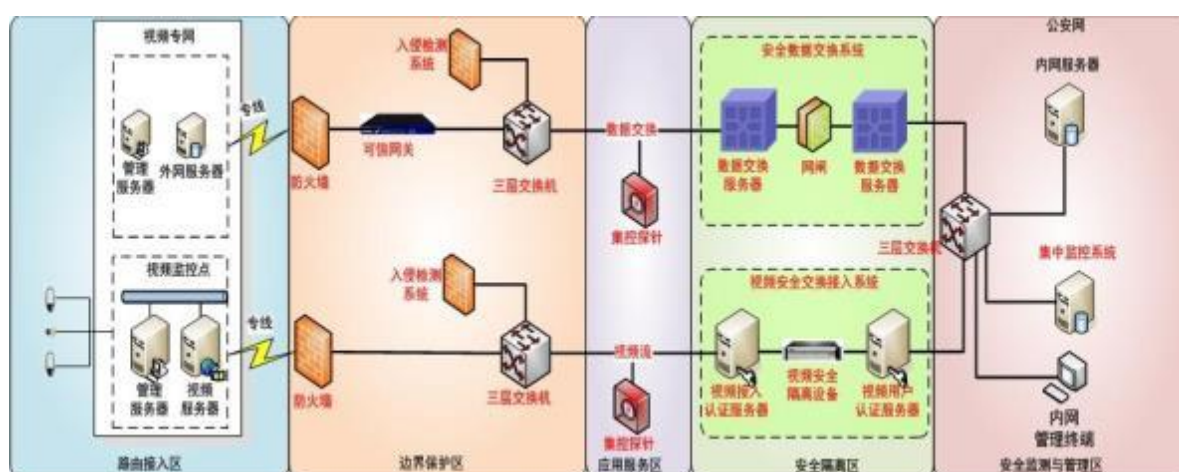 视频专网
管理
服务器
外网服务器
专线
防火墙
可信网关
入侵检测
系统
三层交换机
数据交换
集控探针
安全数据交换系统
数据交换
服务器
网闸
数据交换
服务器
公安网
内网服务器
三层交换机
集中监控系统
内网
管理终端
视频监控点
管理
服务器
视频
服务器
专线
防火墙
入侵检测
系统
三层交换机
视频流
集控探针
视频安全交换接入系统
视频接入
认证服务器
视频安全
隔离设备
视频用户
认证服务器
路由接入区
边界保护区
应用服务区
安全隔离区
安全监测与管理区